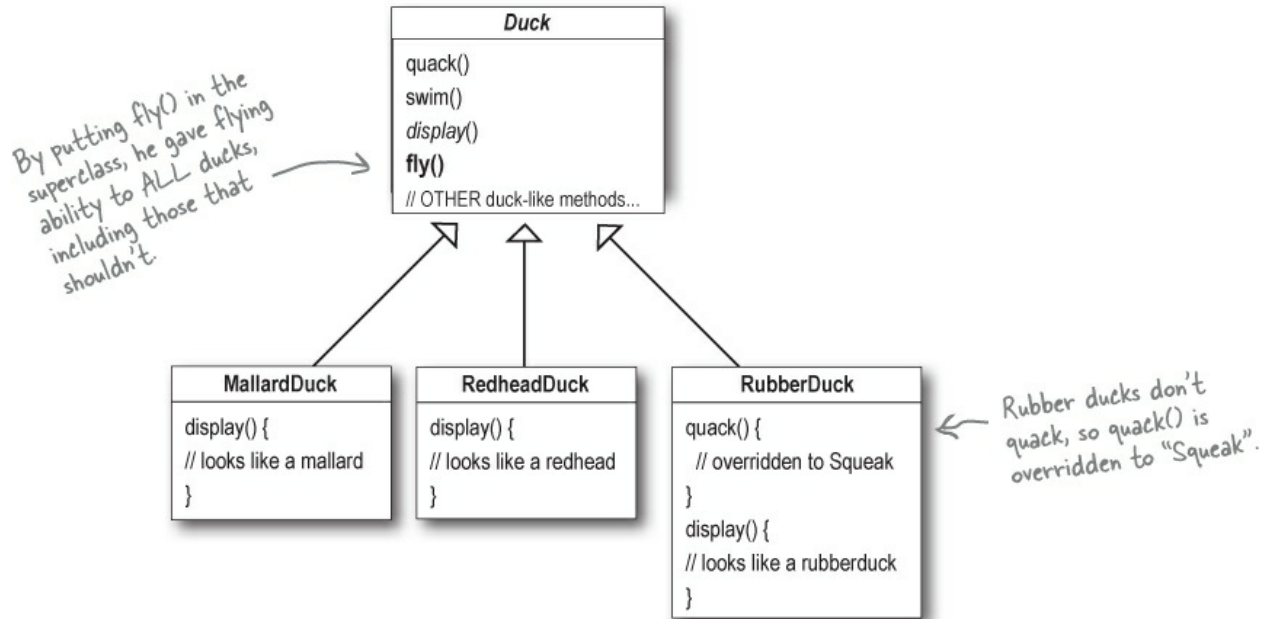 Duck
quack()
swim()
display()
fly()
// OTHER duck-like methods...
By putting fly() in the
superclass, he gave flying
ability to ALL ducks,
including those that
shouldn't.
MallardDuck
display() {
// looks like a mallard
}
RedheadDuck
display() {
// looks like a redhead
}
RubberDuck
quack() {
// overridden to Squeak
}
display() {
// looks like a rubberduck
}
Rubber ducks don't
quack, so quack() is
overridden to “Squeak”.